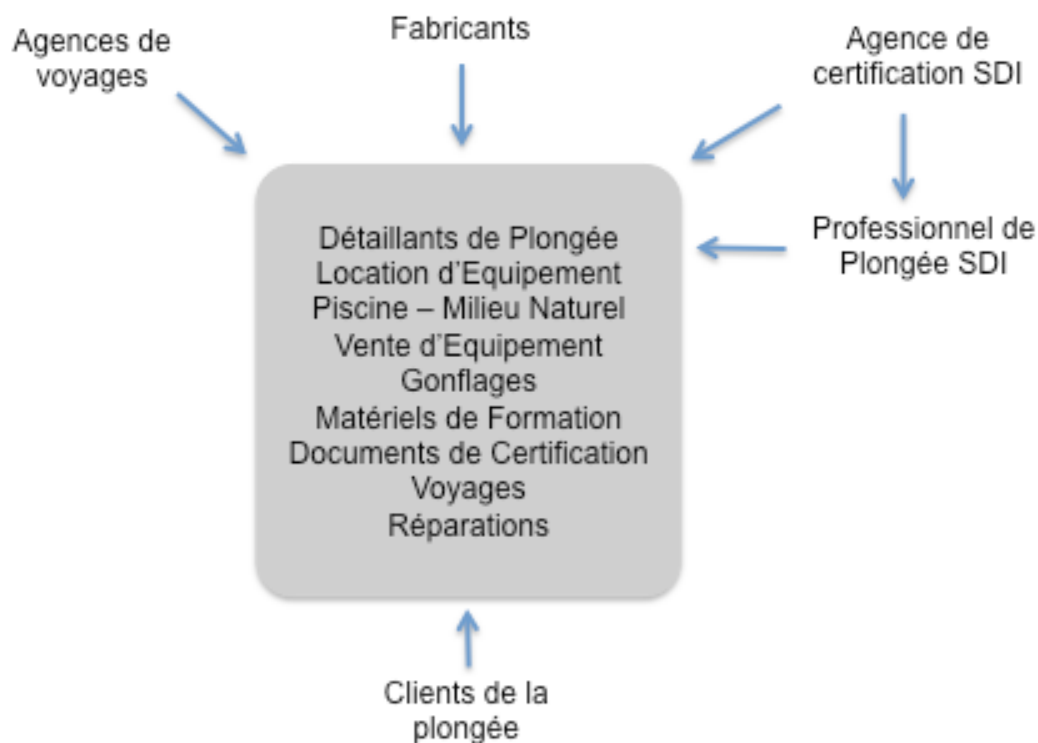 Agences de
voyages
Fabricants
Agence de
certification SDI
Professionnel de
Plongée SDI
Détaillants de Plongée
Location d'Equipement
Piscine – Milieu Naturel
Vente d'Equipement
Gonflages
Matériels de Formation
Documents de Certification
Voyages
Réparations
Clients de la
plongée